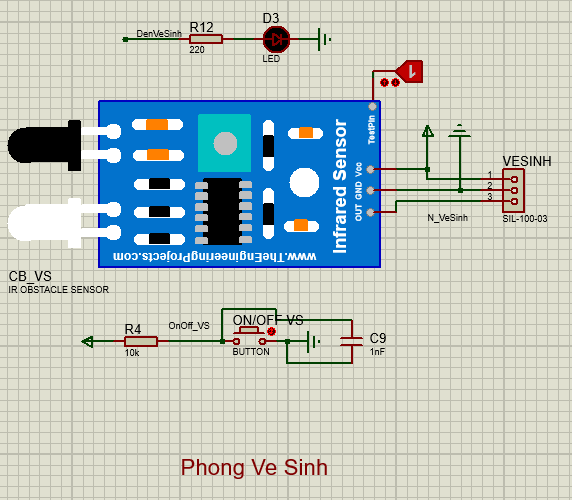 D3
R12
DenVeSinh
220
LED
1
TestPin
Infrared Sensor
Vcc
GND
OUT
www.TheEngineeringProjects.com
VESINH
1
2
3
N_VeSinh
SIL-100-03
CB_VS
IR OBSTACLE SENSOR
R4
OnOff_VS
ON/OFF VS
10k
BUTTON
C9
1nF
Phong Ve Sinh